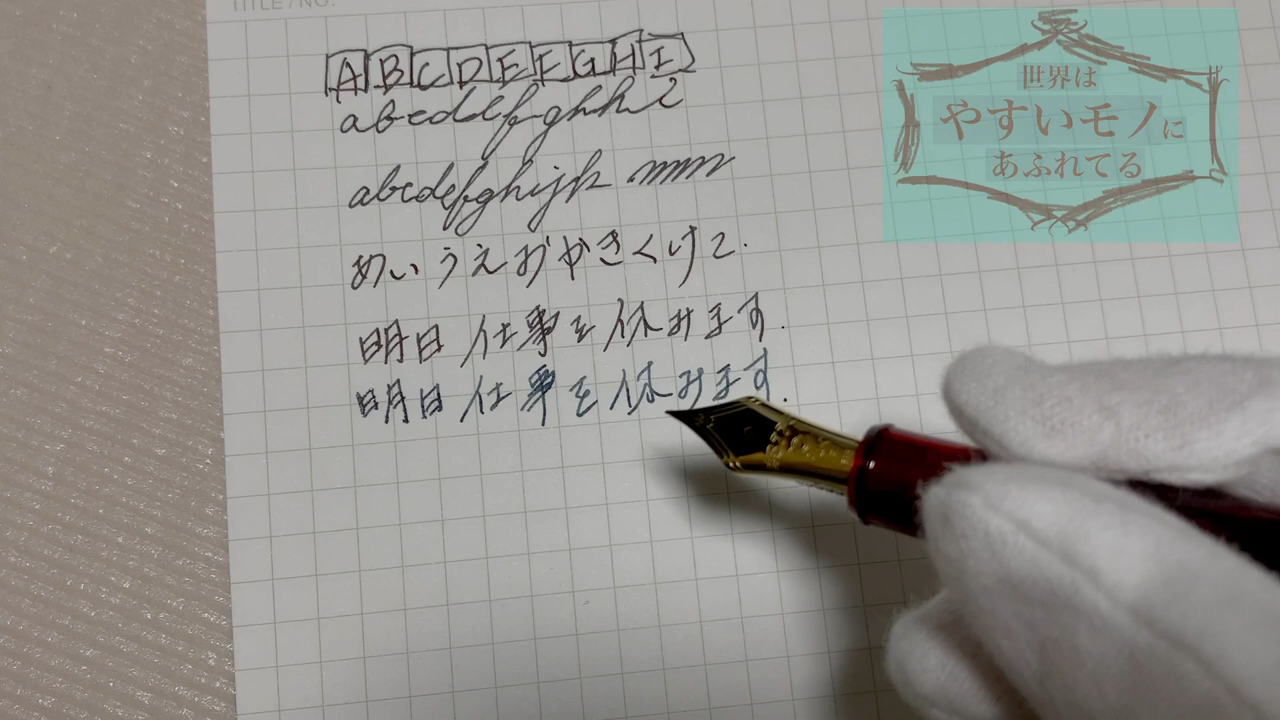 TITLE / NO.
ABCDEFGHI
abcdefghhi
abcdefghijk mmm
あいうえおかきくけこ.
明日仕事を休みます.
明日仕事を休みます.
世界は
やすいモノに
あふれてる